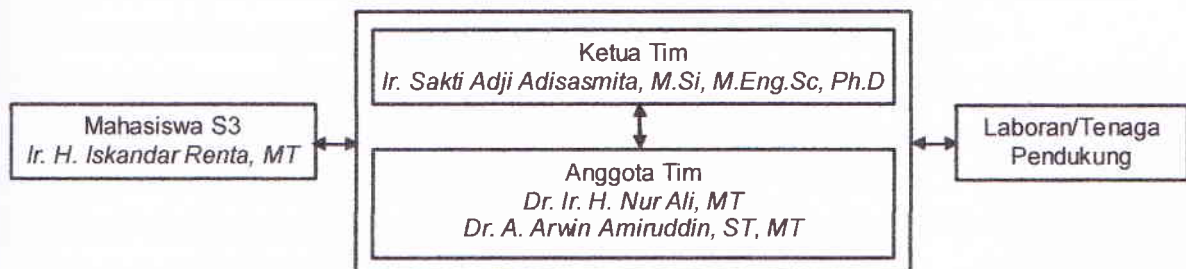 Ketua Tim
Ir. Sakti Adji Adisasmita, M.Si, M.Eng.Sc, Ph.D
Mahasiswa S3
Ir. H. Iskandar Renta, MT
Laboran/Tenaga
Pendukung
Anggota Tim
Dr. Ir. H. Nur Ali, MT
Dr. A. Arwin Amiruddin, ST, MT